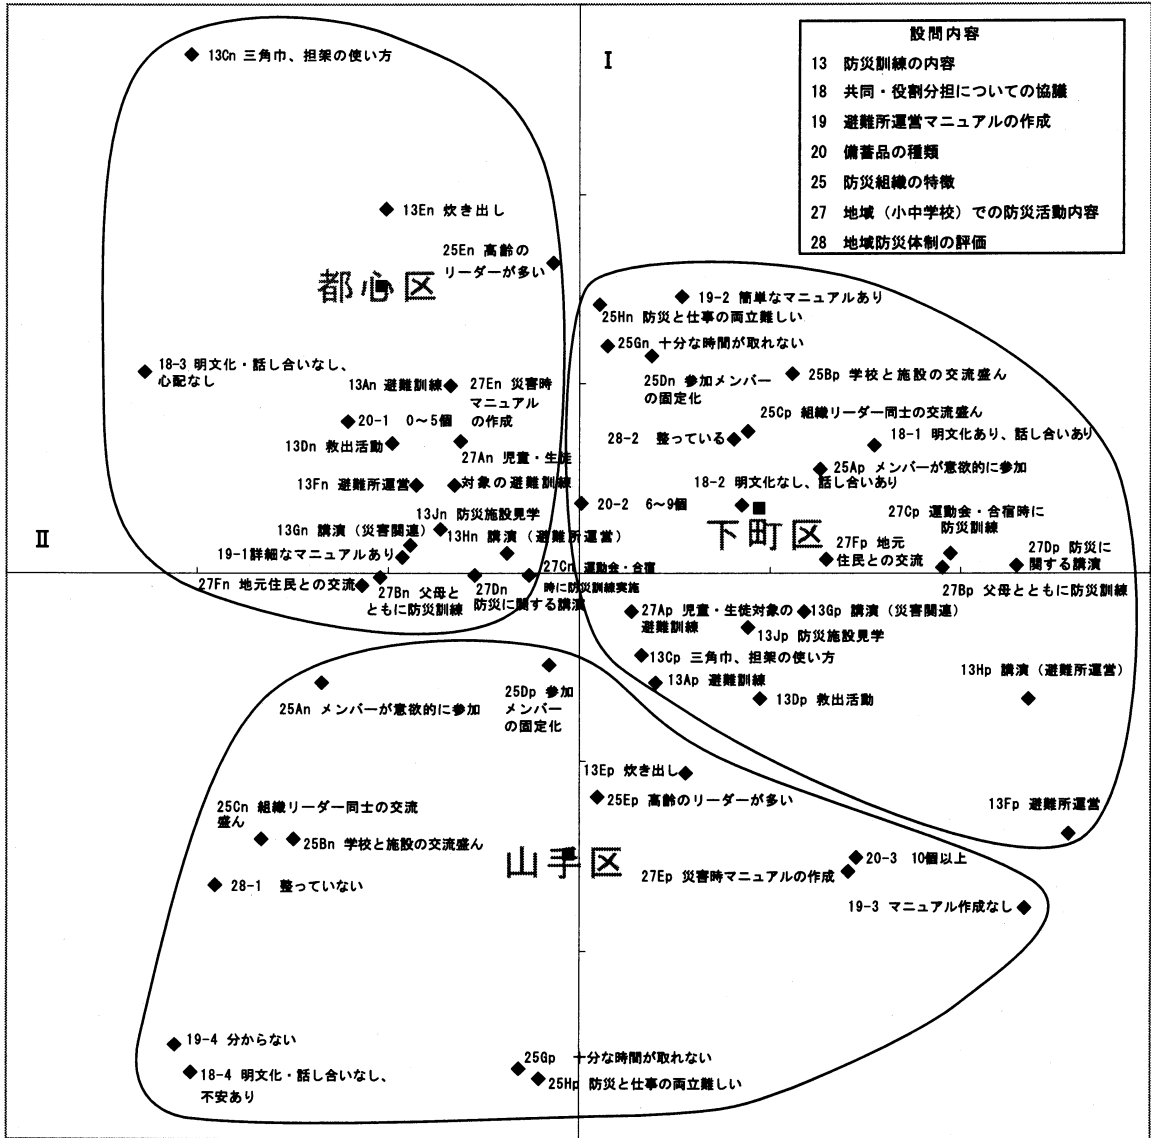 I
II
設問内容
13 防災訓練の内容
18 共同・役割分担についての協議
19 避難所運営マニュアルの作成
20 備蓄品の種類
25 防災組織の特徴
27 地域（小中学校）での防災活動内容
28 地域防災体制の評価
13Cn 三角巾、担架の使い方
13En 炊き出し
25En 高齢の
リーダーが多い
都心区
18-3 明文化・話し合いなし、
心配なし
13An 避難訓練
27En 災害時
マニュアル
の作成
20-1 0～5個
13Dn 救出活動
27An 児童・生徒
対象の避難訓練
13Fn 避難所運営
13Jn 防災施設見学
13Gn 講演（災害関連）
13Hn 講演（避難所運営）
19-1詳細なマニュアルあり
27Fn 地元住民との交流
27Bn 父母と
ともに防災訓練
27Dn
防災に関する講演
27Cn 運動会・合宿
時に防災訓練実施
19-2 簡単なマニュアルあり
25Hn 防災と仕事の両立難しい
25Gn 十分な時間が取れない
25Dn 参加メンバー
の固定化
25Bp 学校と施設の交流盛ん
25Cp 組織リーダー同士の交流盛ん
28-2 整っている
18-1 明文化あり、話し合いあり
25Ap メンバーが意欲的に参加
18-2 明文化なし、話し合いあり
20-2 6～9個
下町区
27Cp 運動会・合宿時に
防災訓練
27Fp 地元
住民との交流
27Dp 防災に
関する講演
27Bp 父母とともに防災訓練
27Ap 児童・生徒対象の
避難訓練
13Gp 講演（災害関連）
13Jp 防災施設見学
13Cp 三角巾、担架の使い方
13Ap 避難訓練
13Dp 救出活動
13Hp 講演（避難所運営）
13Fp 避難所運営
25An メンバーが意欲的に参加
25Dp 参加
メンバー
の固定化
13Ep 炊き出し
25Ep 高齢のリーダーが多い
25Cn 組織リーダー同士の交流
盛ん
25Bn 学校と施設の交流盛ん
28-1 整っていない
山手区
20-3 10個以上
27Ep 災害時マニュアルの作成
19-3 マニュアル作成なし
19-4 分からない
18-4 明文化・話し合いなし、
不安あり
25Gp 十分な時間が取れない
25Hp 防災と仕事の両立難しい